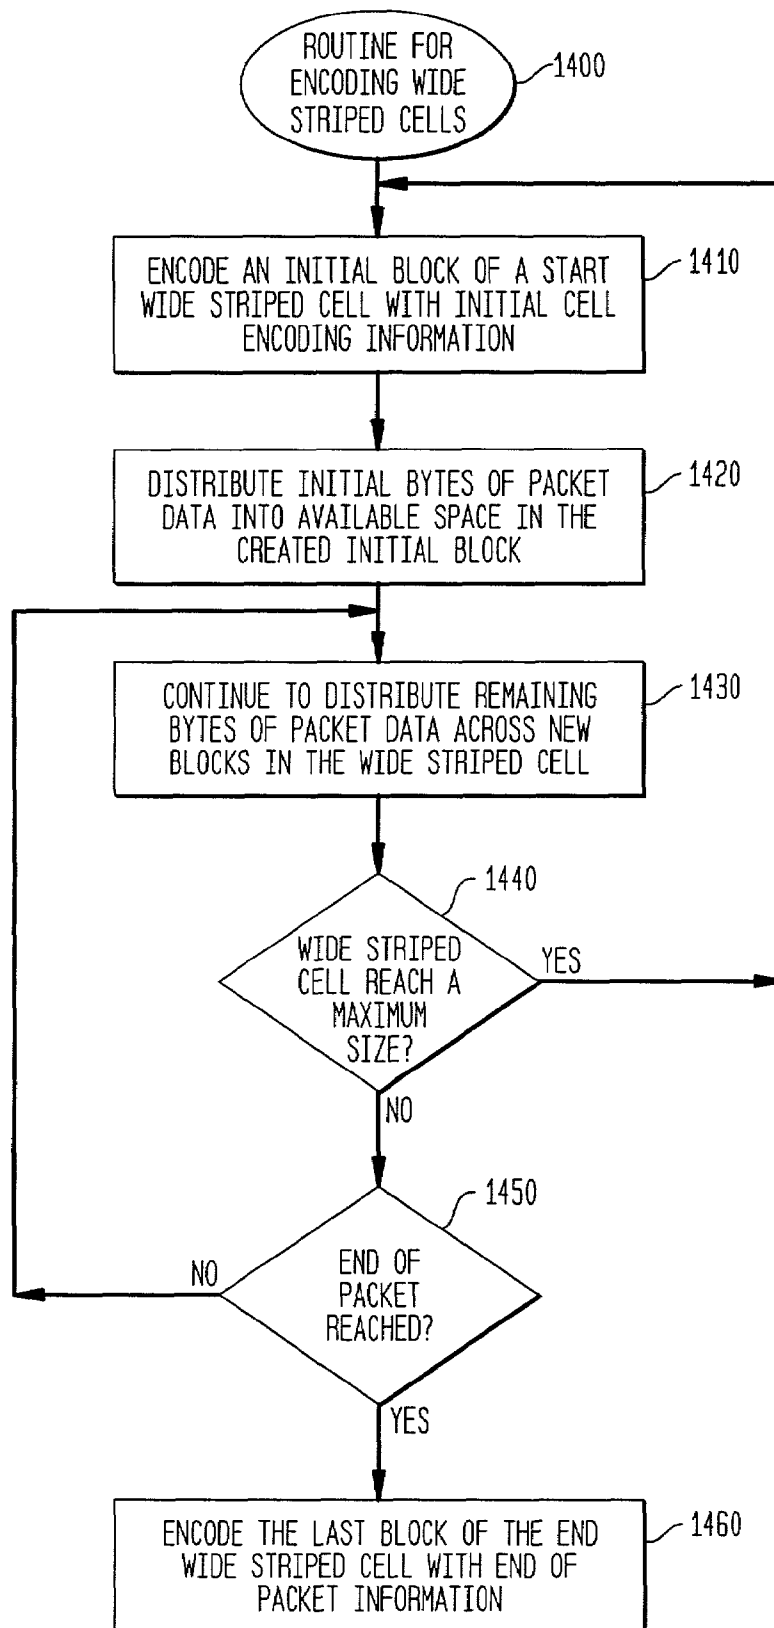 ROUTINE FOR
ENCODING WIDE
STRIPED CELLS
1400
ENCODE AN INITIAL BLOCK OF A START
WIDE STRIPED CELL WITH INITIAL CELL
ENCODING INFORMATION
1410
DISTRIBUTE INITIAL BYTES OF PACKET
DATA INTO AVAILABLE SPACE IN THE
CREATED INITIAL BLOCK
1420
CONTINUE TO DISTRIBUTE REMAINING
BYTES OF PACKET DATA ACROSS NEW
BLOCKS IN THE WIDE STRIPED CELL
1430
1440
WIDE STRIPED
CELL REACH A
MAXIMUM
SIZE?
YES
NO
1450
END OF
PACKET
REACHED?
NO
YES
ENCODE THE LAST BLOCK OF THE END
WIDE STRIPED CELL WITH END OF
PACKET INFORMATION
1460